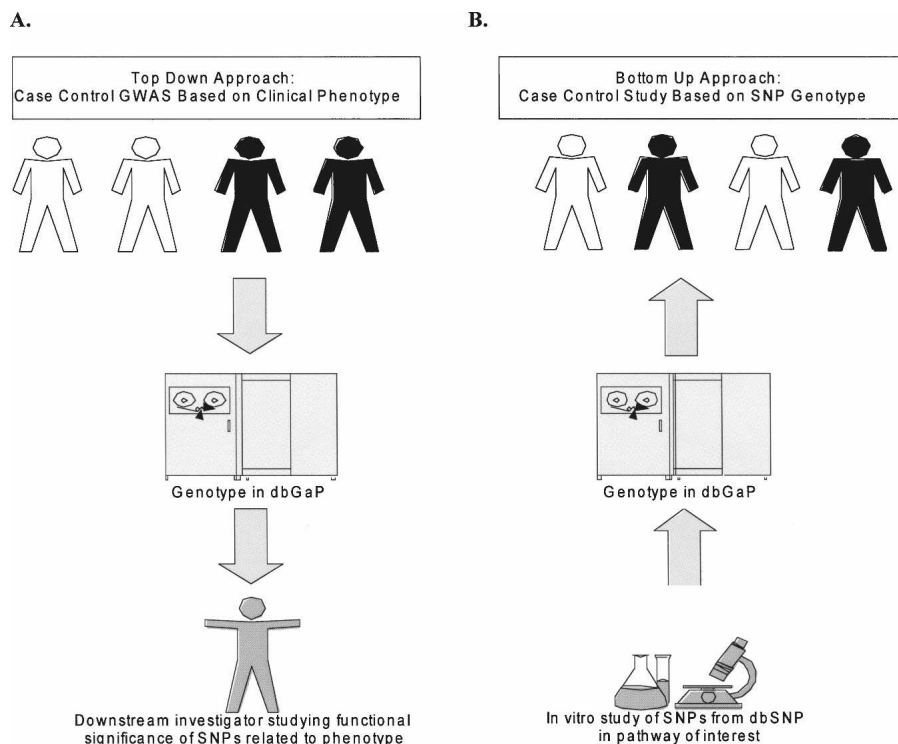 A.
Top Down Approach:
Case Control GWAS Based on Clinical Phenotype
Genotype in dbGaP
Downstream investigator studying functional
significance of SNPs related to phenotype
B.
Bottom Up Approach:
Case Control Study Based on SNP Genotype
Genotype in dbGaP
In vitro study of SNPs from dbSNP
in pathway of interest